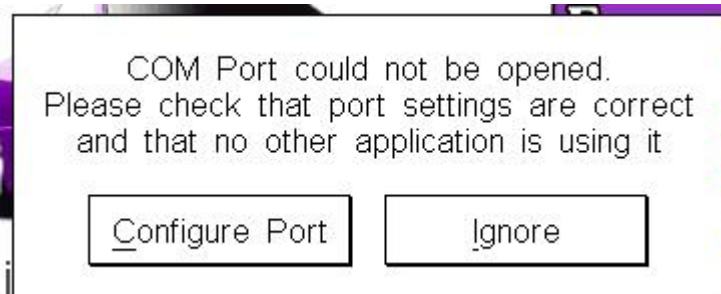 COM Port could not be opened.
Please check that port settings are correct
and that no other application is using it
Configure Port
Ignore